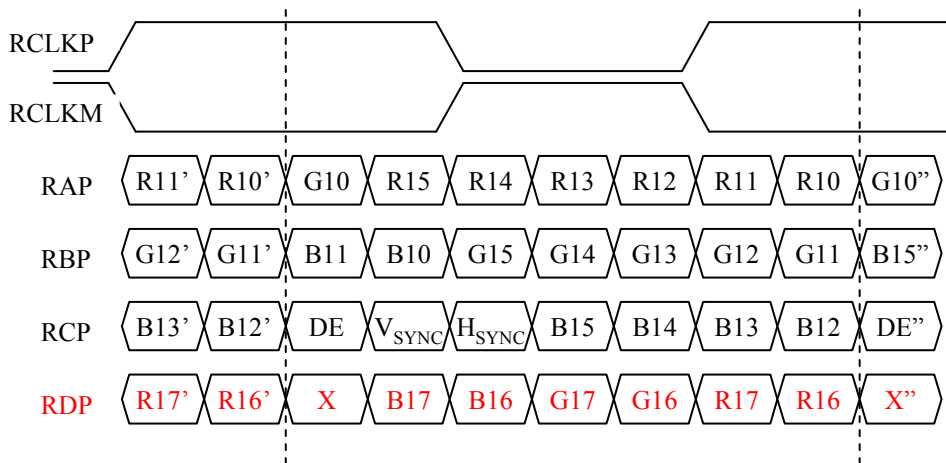 RCLKP
RCLKM
RAP R11’ R10’ G10 R15 R14 R13 R12 R11 R10 G10”
RBP G12’ G11’ B11 B10 G15 G14 G13 G12 G11 B15”
RCP B13’ B12’ DE VSYNC HSYNC B15 B14 B13 B12 DE”
RDP R17’ R16’ X B17 B16 G17 G16 R17 R16 X”